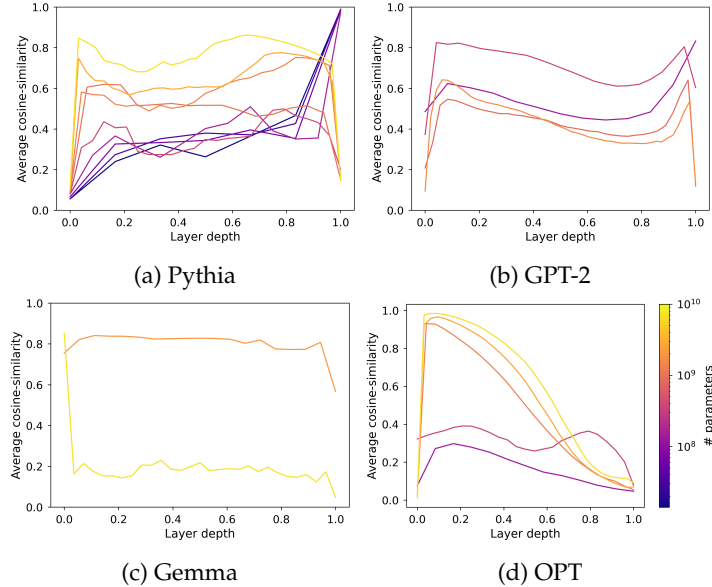 1.0
0.8
0.6
0.4
0.2
0.0
Average cosine-similarity
0.0 0.2 0.4 0.6 0.8 1.0
Layer depth
(a) Pythia
1.0
0.8
0.6
0.4
0.2
0.0
Average cosine-similarity
0.0 0.2 0.4 0.6 0.8 1.0
Layer depth
(b) GPT-2
1.0
0.8
0.6
0.4
0.2
0.0
Average cosine-similarity
0.0 0.2 0.4 0.6 0.8 1.0
Layer depth
(c) Gemma
1.0
0.8
0.6
0.4
0.2
0.0
Average cosine-similarity
0.0 0.2 0.4 0.6 0.8 1.0
Layer depth
(d) OPT
10¹⁰
10⁹
10⁸
# parameters